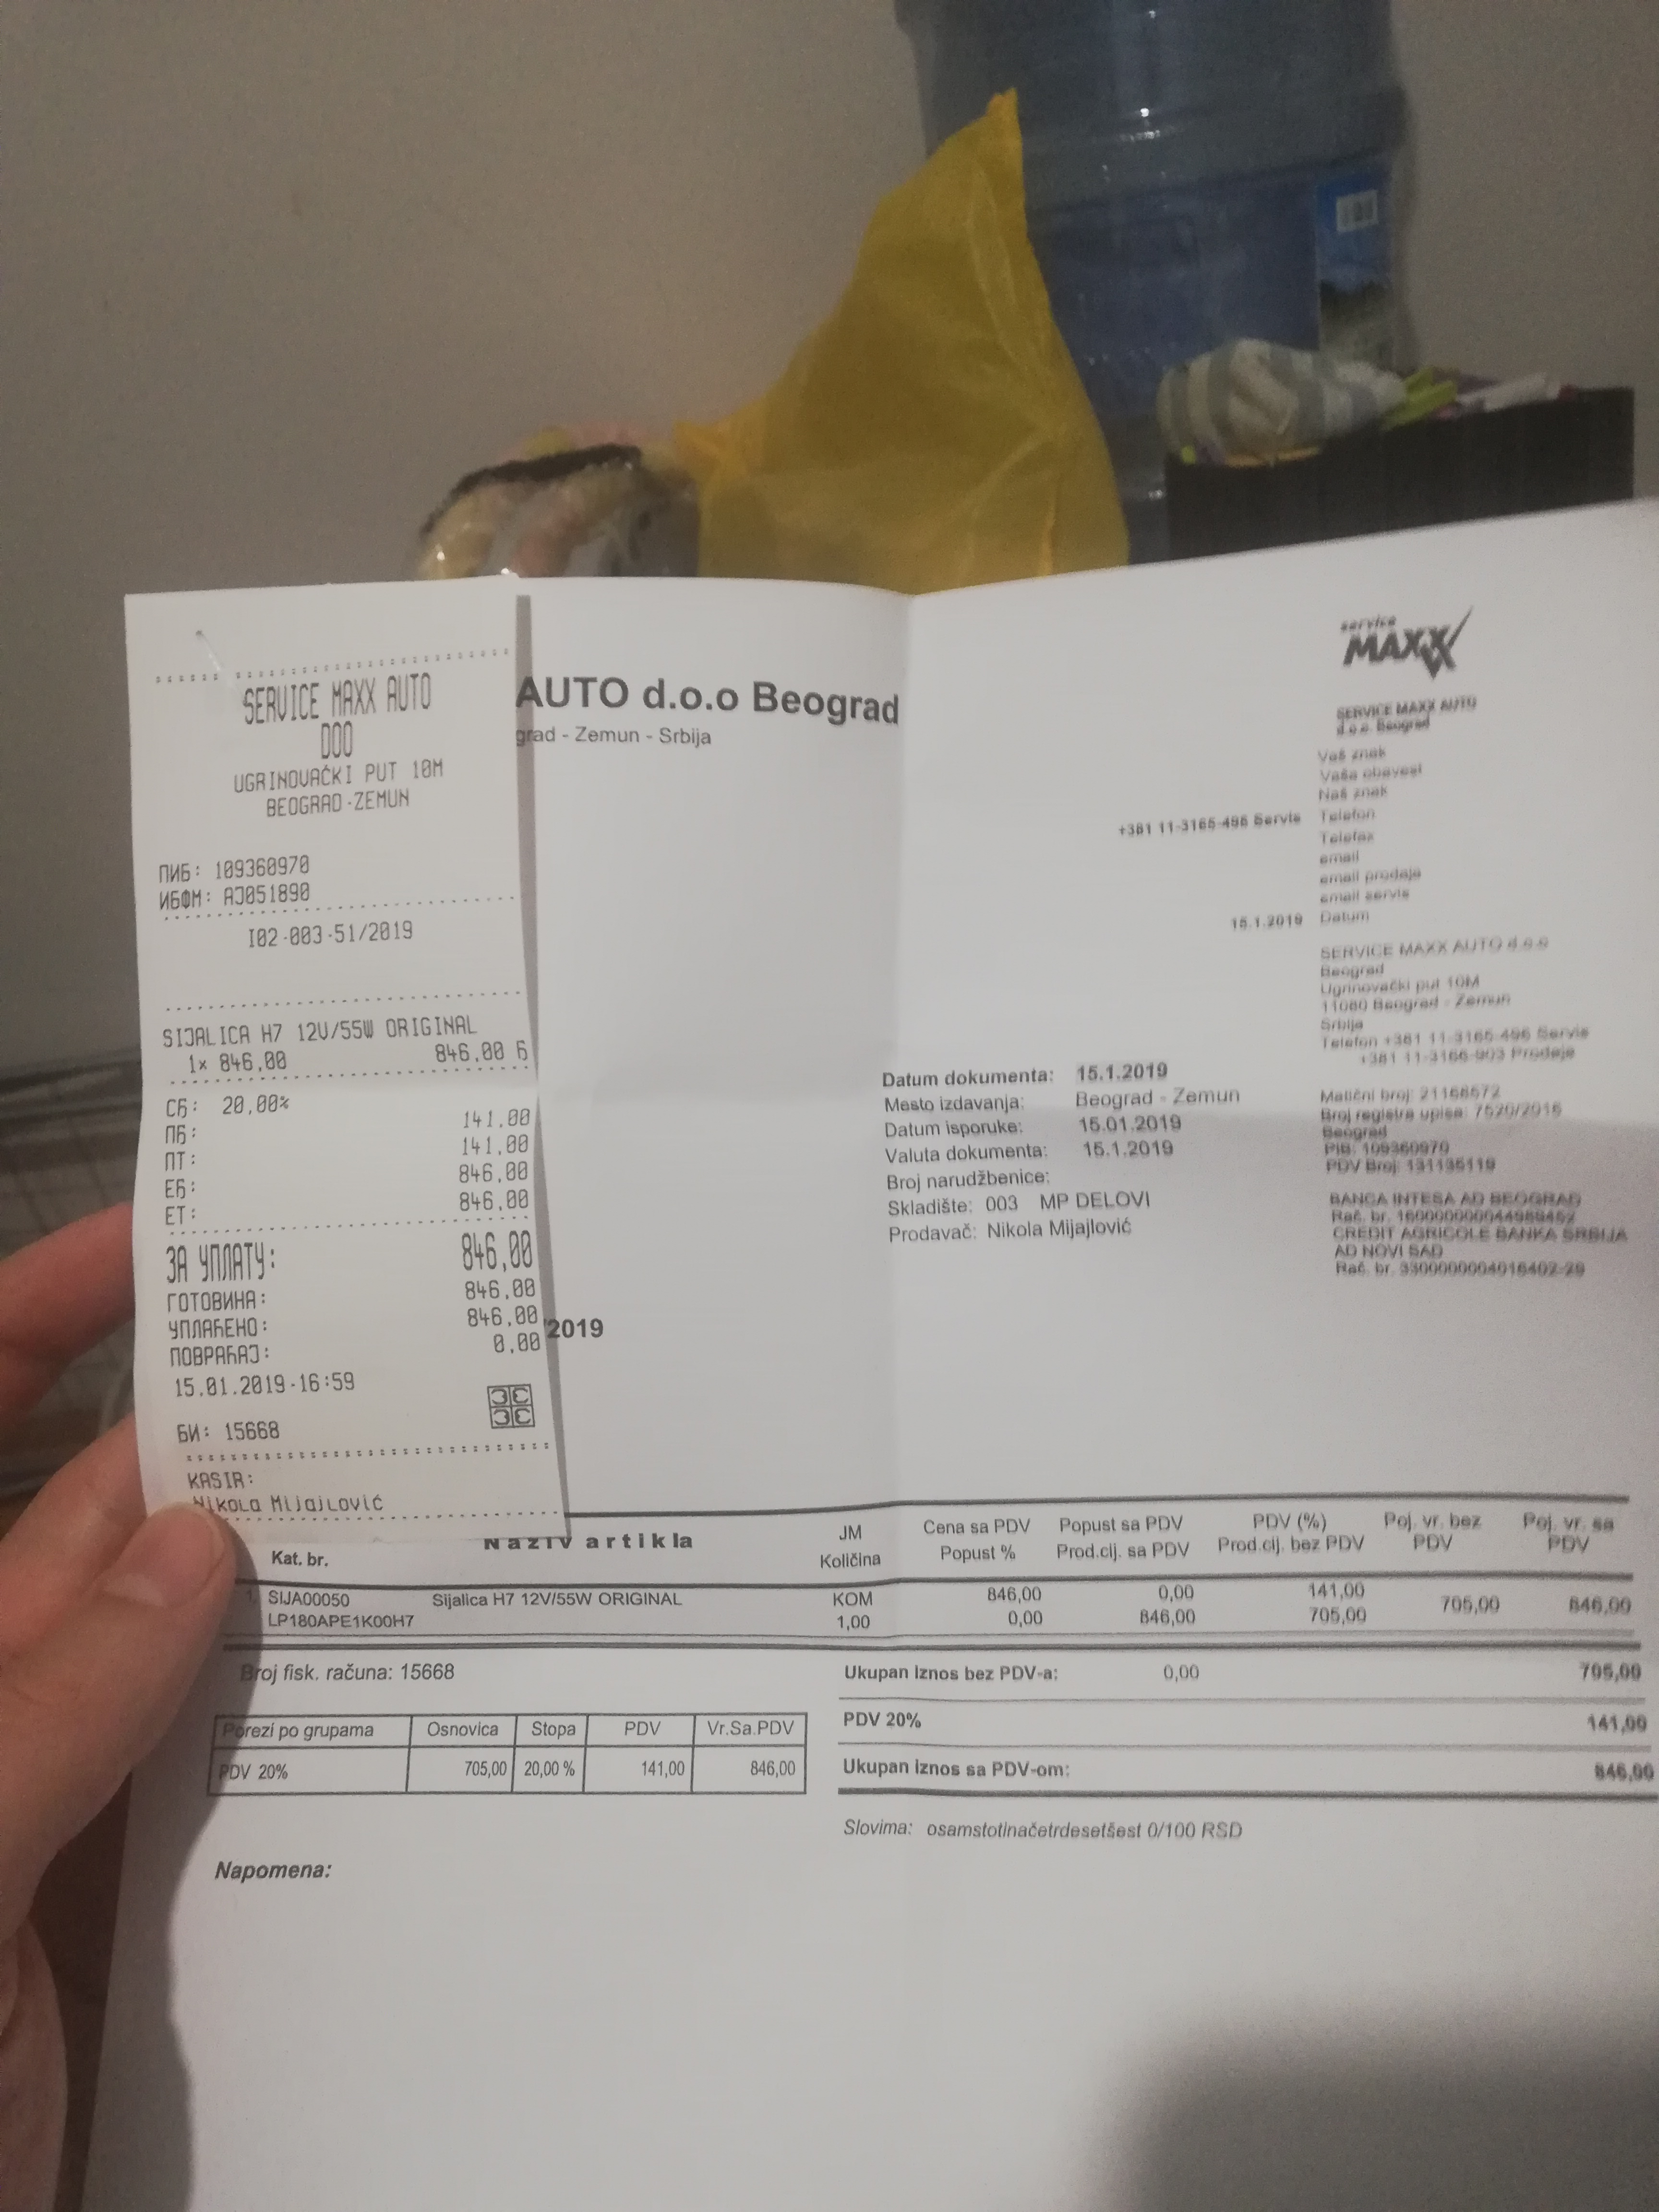 SERVICE MAXX AUTO
DOO
UGRINOVAČKI PUT 10M
BEOGRAD-ZEMUN
ПИБ: 109360970
ИБФМ: AJ051890
I02-003-51/2019
SIJALICA H7 12V/55W ORIGINAL
1x 846,00 846,00 Ђ
СЂ: 20,00%
ПЂ: 141,00
ПТ: 141,00
ЕЂ: 846,00
ЕТ: 846,00
ЗА УПЛАТУ: 846,00
ГОТОВИНА: 846,00
УПЛАЋЕНО: 846,00
ПОВРАЋАЈ: 0,00
15.01.2019-16:59
БИ: 15668
KASIR:
Nikola Mijajlović
AUTO d.o.o Beograd
grad - Zemun - Srbija
service
MAXX
SERVICE MAXX AUTO
d.o.o. Beograd
Vaš znak
Vaša obavest
Naš znak
+381 11-3165-496 Servis Telefon
Telefax
email
email prodaja
email servis
15.1.2019 Datum
SERVICE MAXX AUTO d.o.o
Beograd
Ugrinovački put 10M
11080 Beograd - Zemun
Srbija
Telefon +381 11-3165-496 Servis
+381 11-3166-903 Prodaja
Matični broj: 21168572
Broj registra upisa: 7520/2016
Beograd
PIB: 109360970
PDV Broj:
BANCA INTESA AD BEOGRAD
Rač. br.
CREDIT AGRICOLE BANKA SRBIJA
AD NOVI SAD
Rač. br.
Datum dokumenta: 15.1.2019
Mesto izdavanja: Beograd - Zemun
Datum isporuke: 15.01.2019
Valuta dokumenta: 15.1.2019
Broj narudžbenice:
Skladište: 003 MP DELOVI
Prodavač: Nikola Mijajlović
/2019
Kat. br. Naziv artikla JM Količina Cena sa PDV Popust % Popust sa PDV Prod.cij. sa PDV PDV (%) Prod.cij. bez PDV Poj. vr. bez PDV Poj. vr. sa PDV
1. SIJA00050 Sijalica H7 12V/55W ORIGINAL KOM 846,00 0,00 141,00 705,00 846,00
LP180APE1K00H7 1,00 0,00 846,00 705,00
Broj fisk. računa: 15668
Ukupan iznos bez PDV-a: 0,00 705,00
PDV 20% 141,00
Ukupan iznos sa PDV-om: 846,00
Porezi po grupama Osnovica Stopa PDV Vr.Sa.PDV
PDV 20% 705,00 20,00 % 141,00 846,00
Slovima: osamstotinačetrdesetšest 0/100 RSD
Napomena: